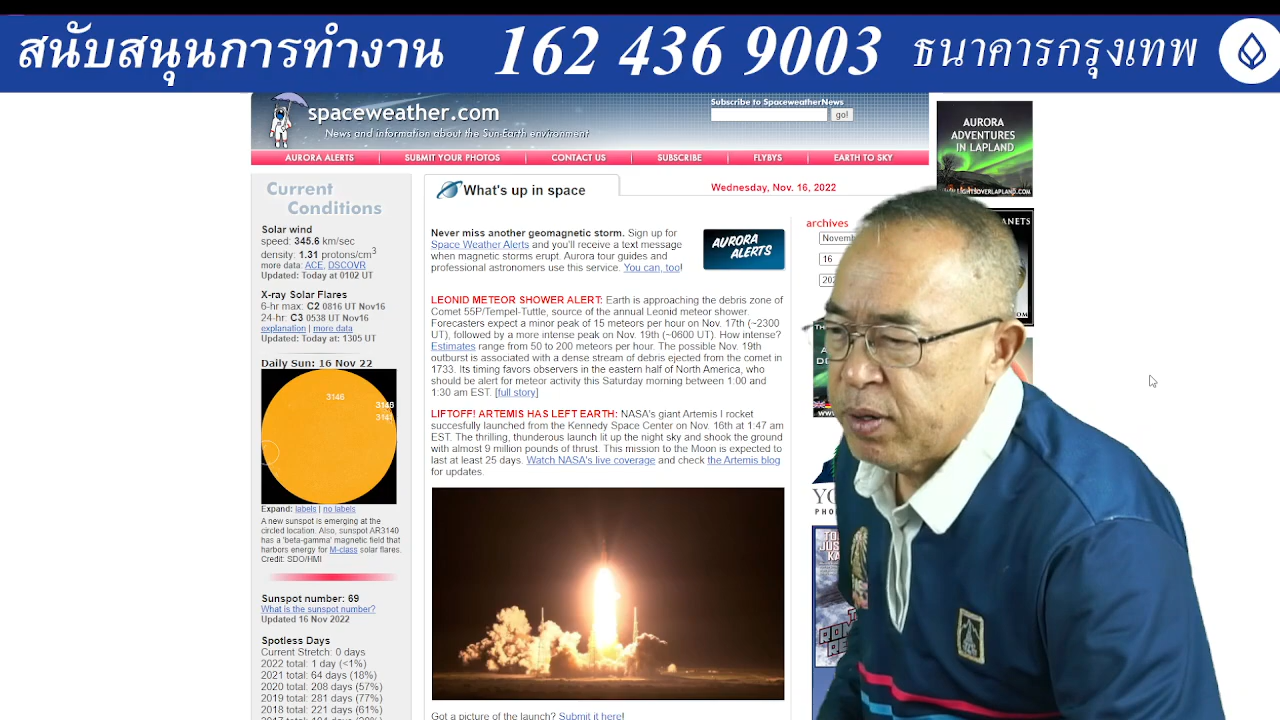 สนับสนุนการทำงาน 162 436 9003 ธนาคารกรุงเทพ
spaceweather.com
News and information about the Sun-Earth environment
Subscribe to SpaceweatherNews
go!
AURORA ALERTS
SUBMIT YOUR PHOTOS
CONTACT US
SUBSCRIBE
FLYBYS
EARTH TO SKY
AURORA
ADVENTURES
IN LAPLAND
Current
Conditions
Solar wind
speed: 345.6 km/sec
density: 1.31 protons/cm3
more data: ACE, DSCOVR
Updated: Today at 0102 UT
X-ray Solar Flares
6-hr max: C2 0816 UT Nov16
24-hr: C3 0538 UT Nov16
explanation | more data
Updated: Today at: 1305 UT
Daily Sun: 16 Nov 22
3146
3141
Expand: labels | no labels
A new sunspot is emerging at the
circled location. Also, sunspot AR3140
has a 'beta-gamma' magnetic field that
harbors energy for M-class solar flares.
Credit: SDO/HMI
Sunspot number: 69
What is the sunspot number?
Updated 16 Nov 2022
Spotless Days
Current Stretch: 0 days
2022 total: 1 day (<1%)
2021 total: 64 days (18%)
2020 total: 208 days (57%)
2019 total: 281 days (77%)
2018 total: 221 days (61%)
What's up in space
Wednesday, Nov. 16, 2022
Never miss another geomagnetic storm. Sign up for
Space Weather Alerts and you'll receive a text message
when magnetic storms erupt. Aurora tour guides and
professional astronomers use this service. You can, too!
AURORA
ALERTS
LEONID METEOR SHOWER ALERT: Earth is approaching the debris zone of
Comet 55P/Tempel-Tuttle, source of the annual Leonid meteor shower.
Forecasters expect a minor peak of 15 meteors per hour on Nov. 17th (~2300
UT), followed by a more intense peak on Nov. 19th (~0600 UT). How intense?
Estimates range from 50 to 200 meteors per hour. The possible Nov. 19th
outburst is associated with a dense stream of debris ejected from the comet in
1733. Its timing favors observers in the eastern half of North America, who
should be alert for meteor activity this Saturday morning between 1:00 and
1:30 am EST. [full story]
LIFTOFF! ARTEMIS HAS LEFT EARTH: NASA's giant Artemis I rocket
succesfully launched from the Kennedy Space Center on Nov. 16th at 1:47 am
EST. The thrilling, thunderous launch lit up the night sky and shook the ground
with almost 9 million pounds of thrust. This mission to the Moon is expected to
last at least 25 days. Watch NASA's live coverage and check the Artemis blog
for updates.
Got a picture of the launch? Submit it here!
archives
Novemb
16
202